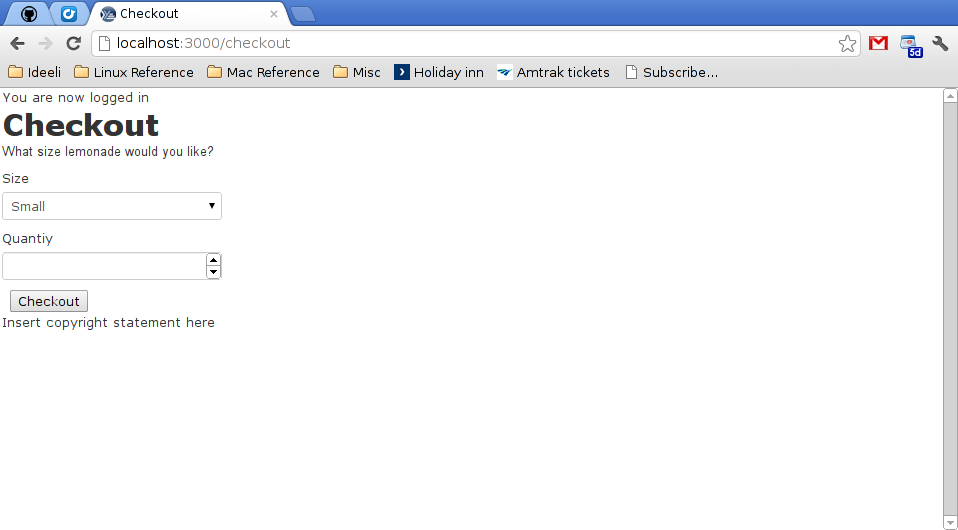 Checkout
localhost:3000/checkout
5d
Ideeli Linux Reference Mac Reference Misc Holiday inn Amtrak tickets Subscribe...
You are now logged in
Checkout
What size lemonade would you like?
Size
Small
Quantiy
Checkout
Insert copyright statement here